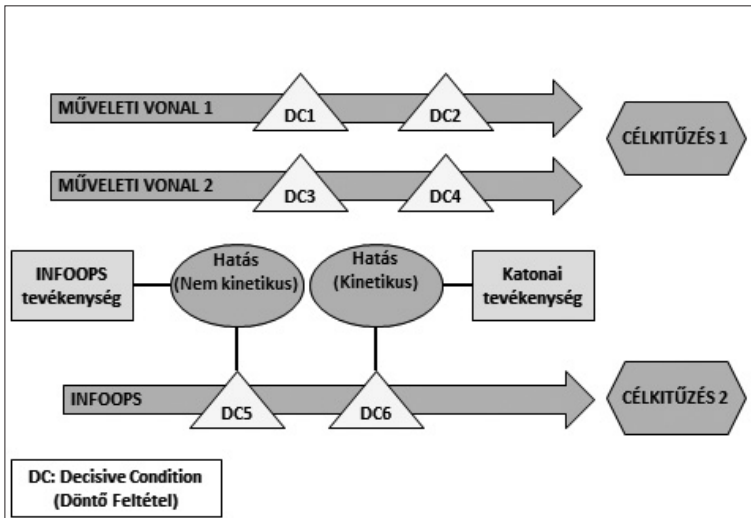 MŰVELETI VONAL 1
DC1
DC2
CÉLKITŰZÉS 1
MŰVELETI VONAL 2
DC3
DC4
INFOOPS
tevékenység
Hatás
(Nem kinetikus)
Hatás
(Kinetikus)
Katonai
tevékenység
INFOOPS
DC5
DC6
CÉLKITŰZÉS 2
DC: Decisive Condition
(Döntő Feltétel)